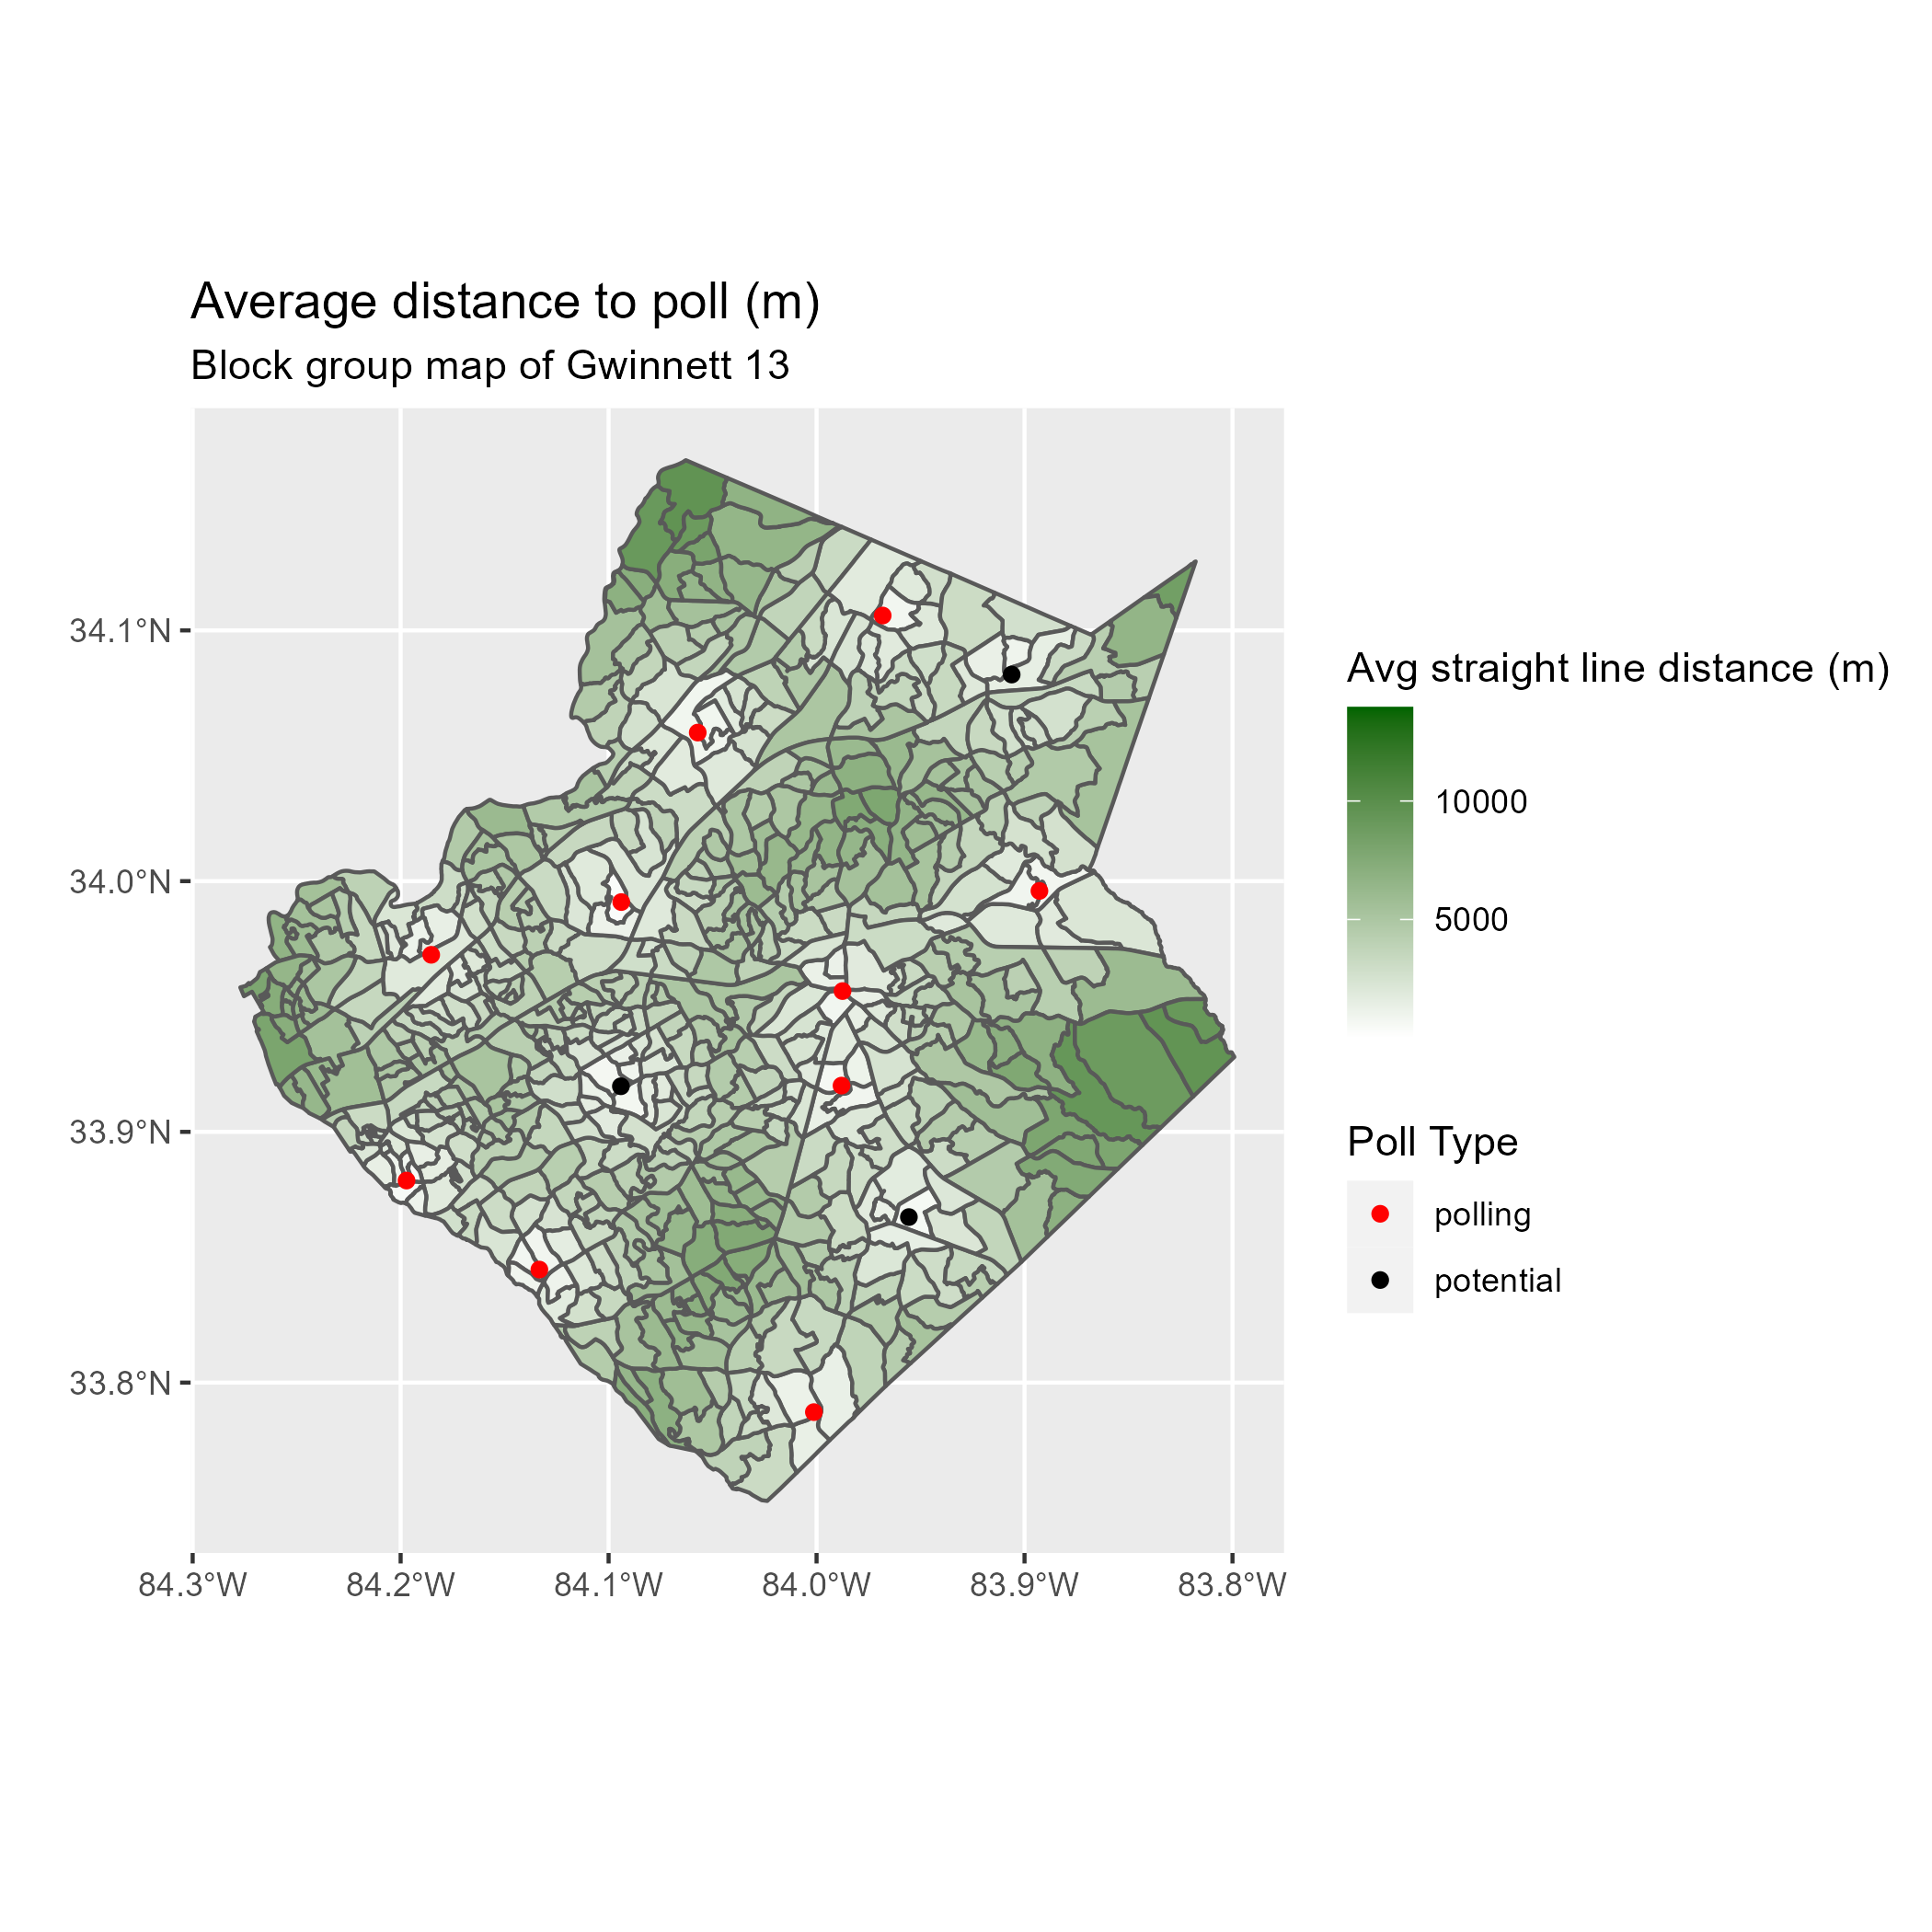 Average distance to poll (m)
Block group map of Gwinnett 13
34.1°N
34.0°N
33.9°N
33.8°N
84.3°W 84.2°W 84.1°W 84.0°W 83.9°W 83.8°W
Avg straight line distance (m)
10000
5000
Poll Type
polling
potential